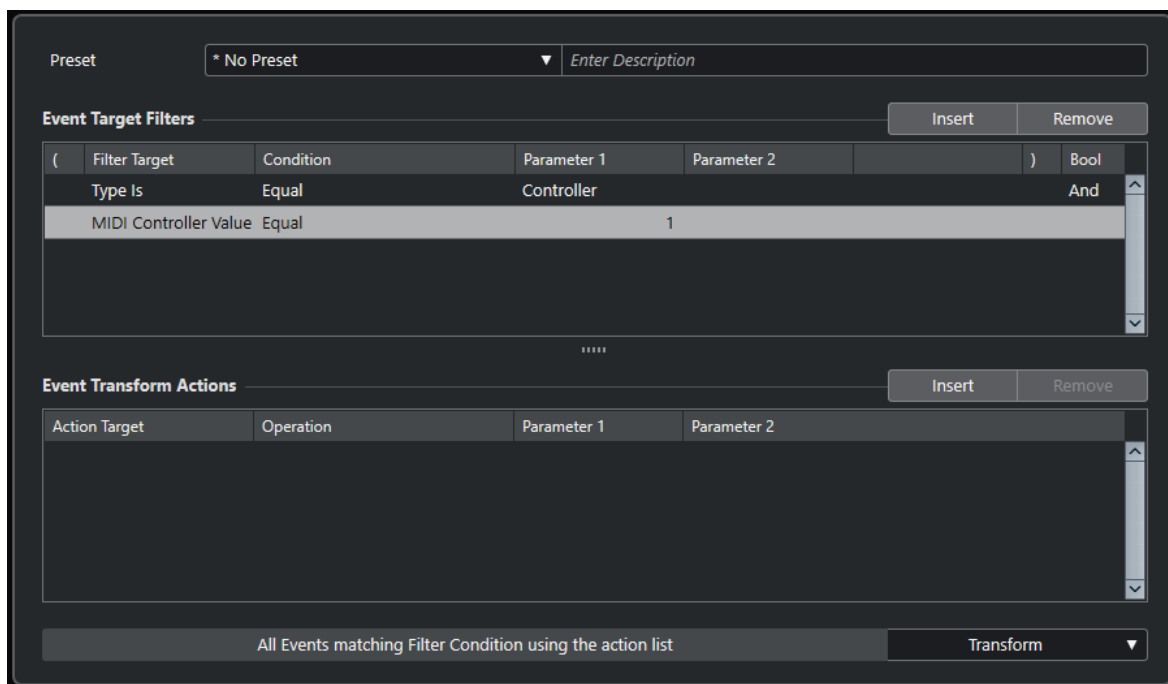 Preset * No Preset ▼ Enter Description
Event Target Filters Insert Remove
( Filter Target Condition Parameter 1 Parameter 2 ) Bool
Type Is Equal Controller And
MIDI Controller Value Equal 1
Event Transform Actions Insert Remove
Action Target Operation Parameter 1 Parameter 2
All Events matching Filter Condition using the action list Transform ▼